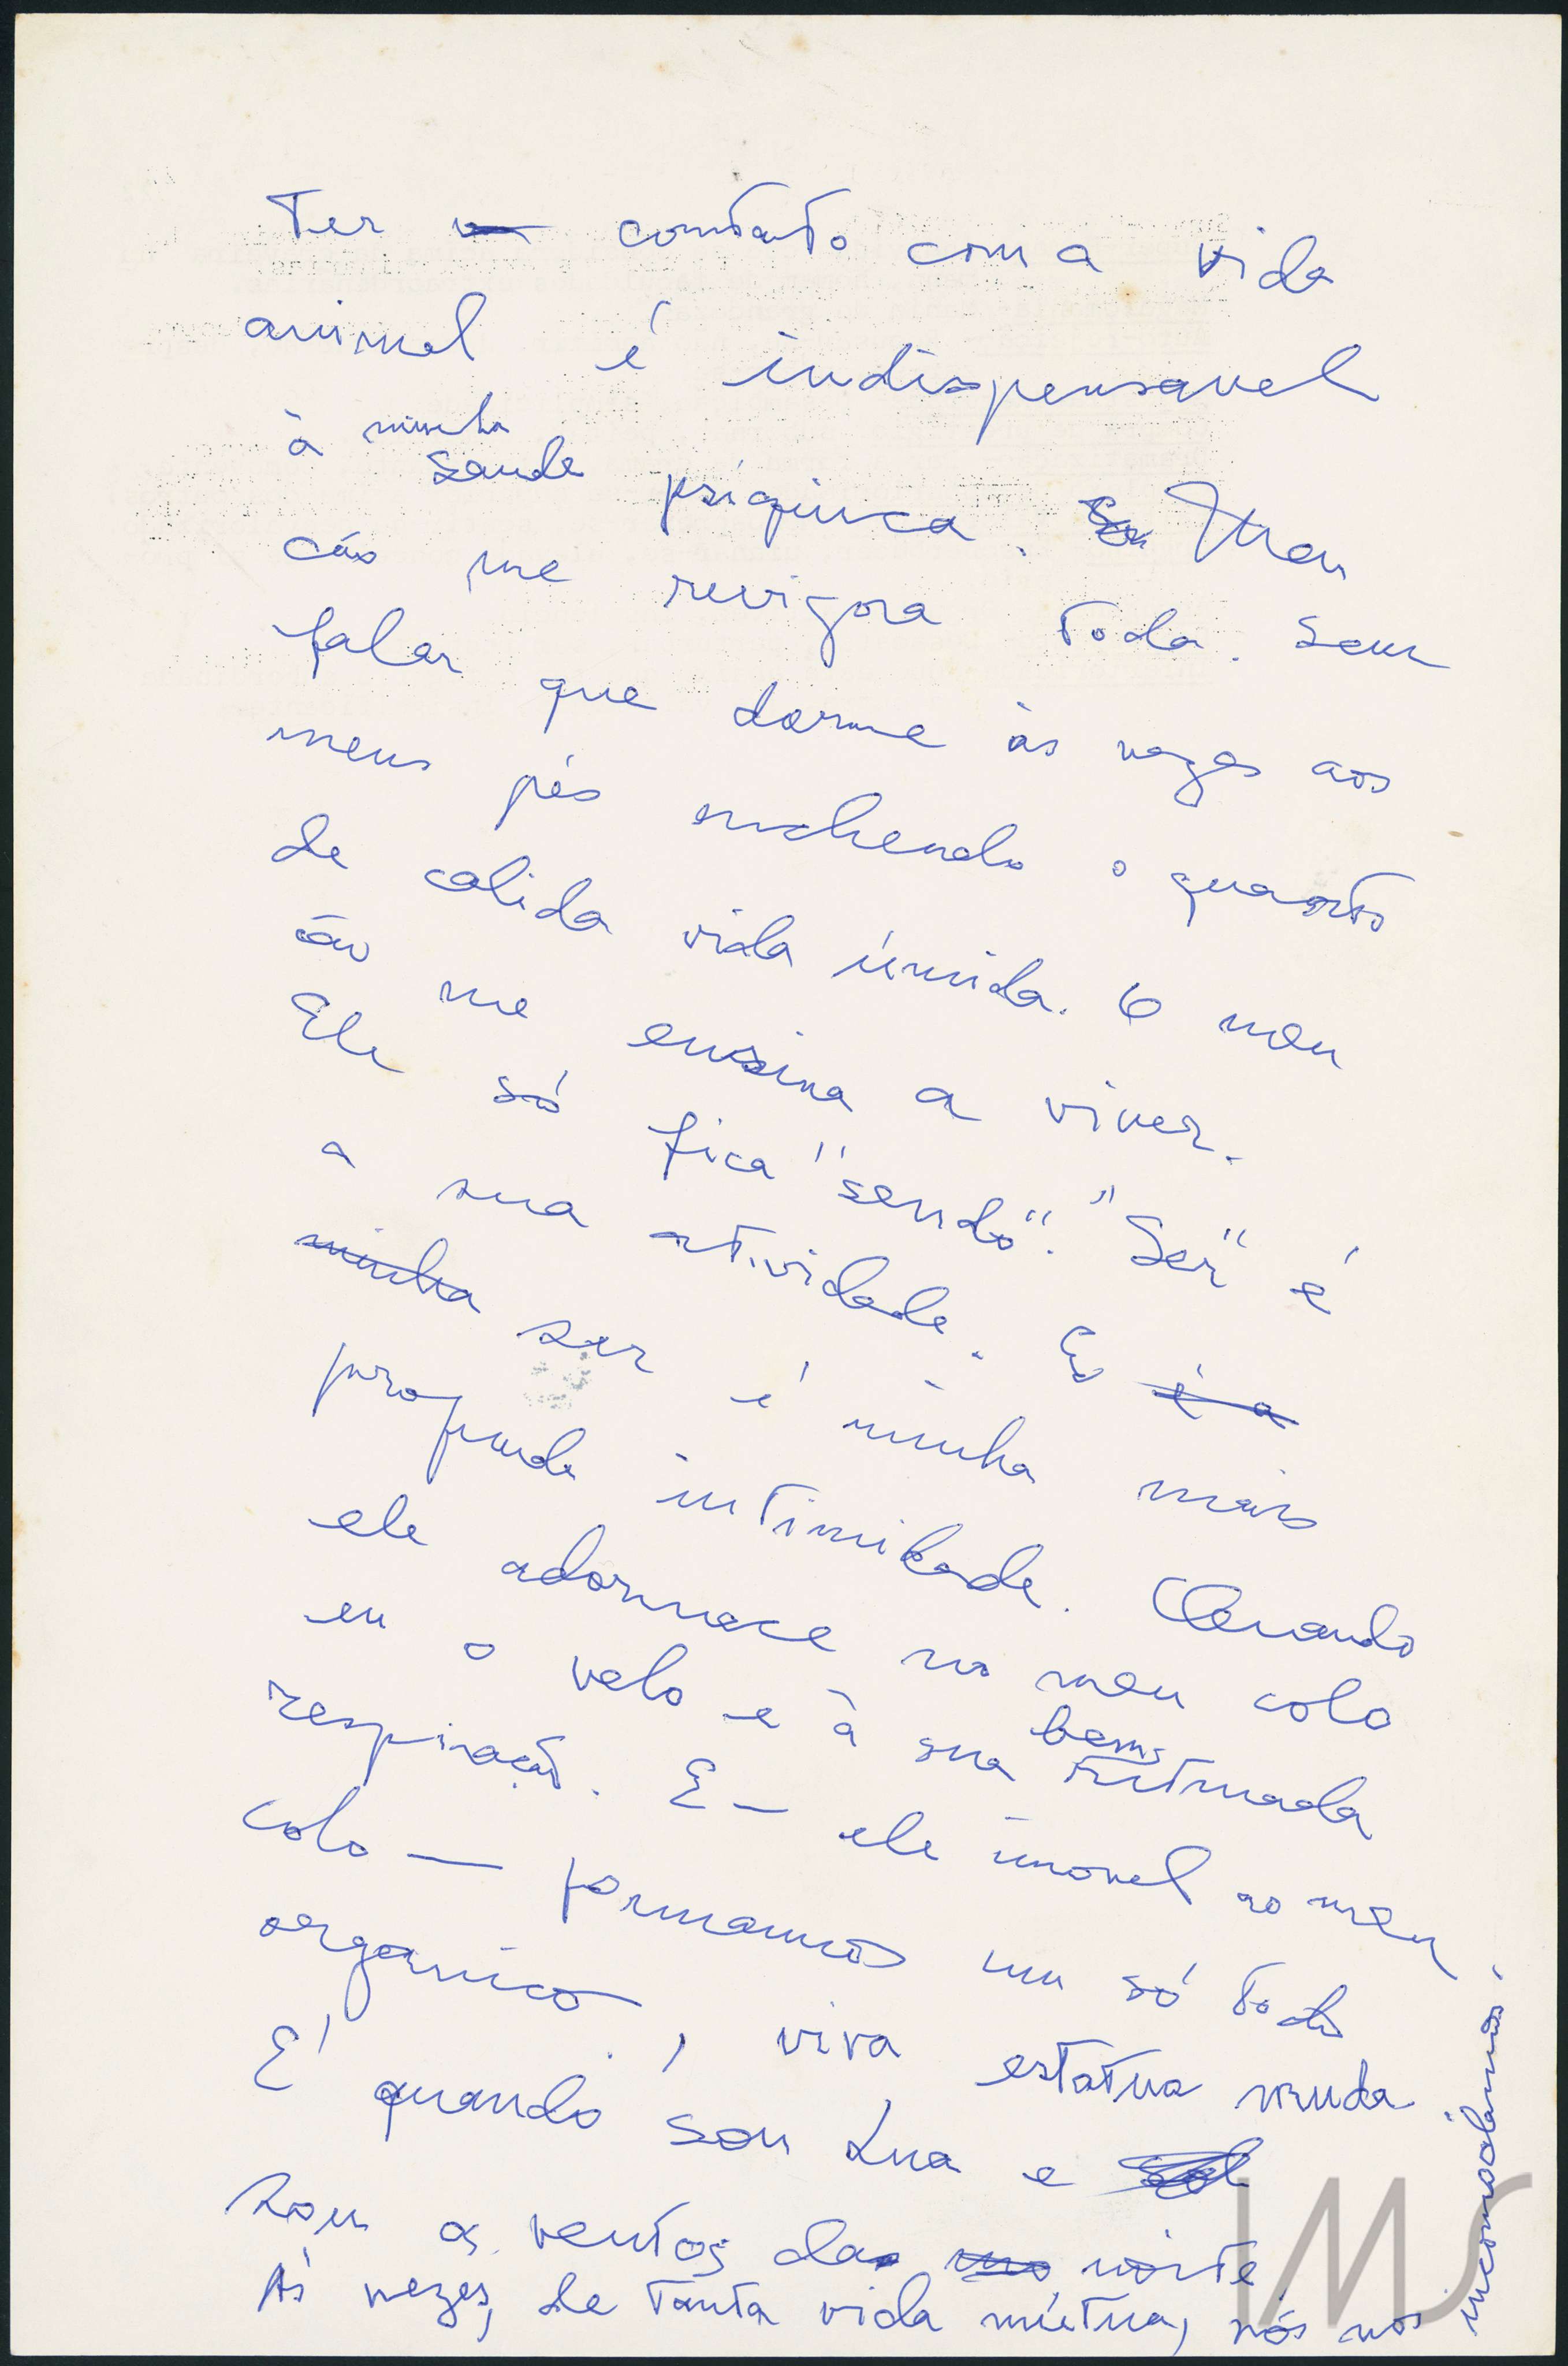 Ter contato com a vida
animal é indispensavel
à minha saude psiquica. Meu
cão me revigora toda. Sem
falar que dorme às vezes aos
meus pés enchendo o quarto
de calida vida úmida. O meu
cão me ensina a viver.
Ele só fica "sendo". "Ser" é
a sua atividade. E é a
minha ser é minha mais
profunda intimidade. Quando
ele adormece no meu colo
eu o velo e à sua bem ritmada
respiração. E — ele imovel no meu
colo — formamos um só todo
organico, viva estatua muda.
É quando sou Lua e Sol
sou os ventos da noite.
Às vezes, de tanta vida mútua, nós nos
incomodamos.
IMS